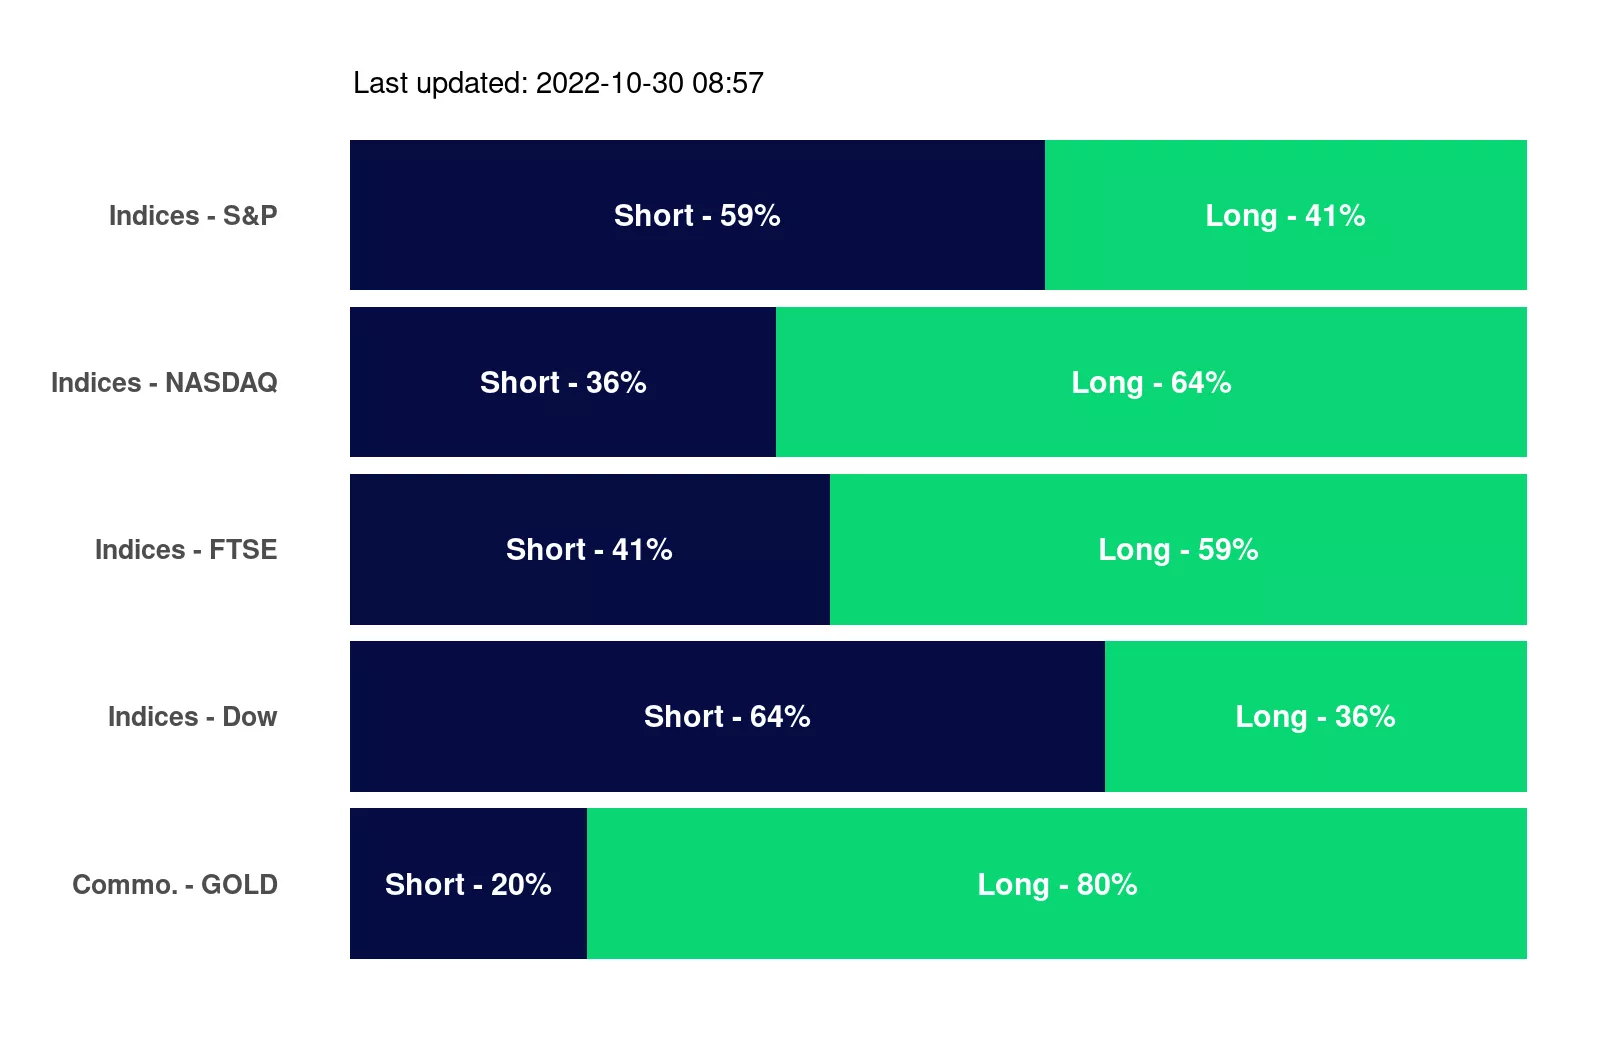 Last updated: 2022-10-30 08:57
Indices - S&P Short - 59% Long - 41%
Indices - NASDAQ Short - 36% Long - 64%
Indices - FTSE Short - 41% Long - 59%
Indices - Dow Short - 64% Long - 36%
Commo. - GOLD Short - 20% Long - 80%